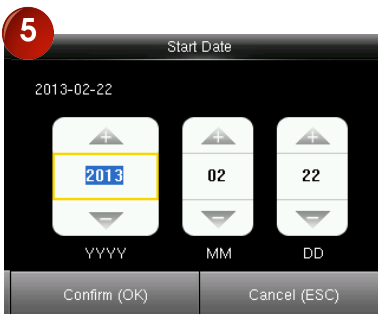 5
Start Date
2013-02-22
2013 02 22
YYYY MM DD
Confirm (OK) Cancel (ESC)